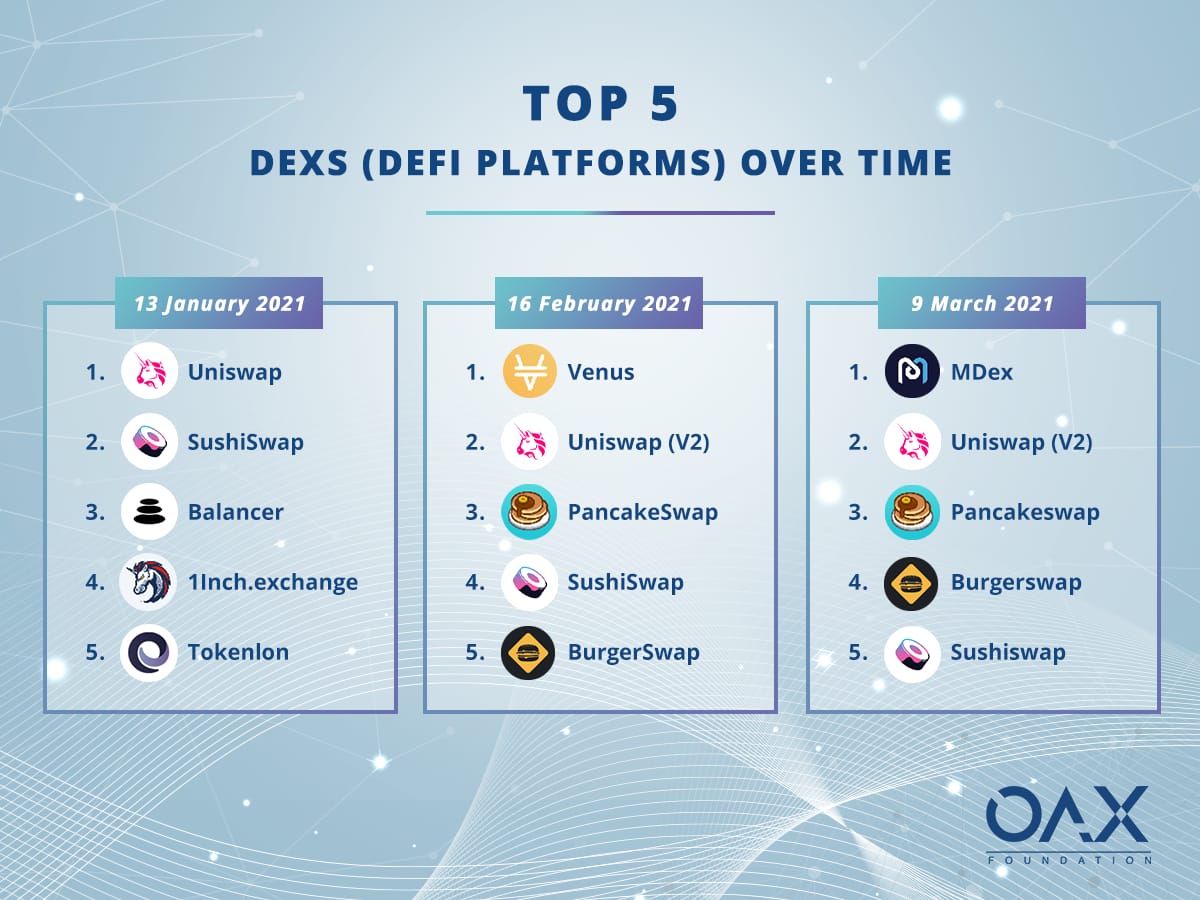 TOP 5
DEXS (DEFI PLATFORMS) OVER TIME
13 January 2021
1. Uniswap
2. SushiSwap
3. Balancer
4. 1Inch.exchange
5. Tokenlon
16 February 2021
1. Venus
2. Uniswap (V2)
3. PancakeSwap
4. SushiSwap
5. BurgerSwap
9 March 2021
1. MDex
2. Uniswap (V2)
3. Pancakeswap
4. Burgerswap
5. Sushiswap
OAX
FOUNDATION